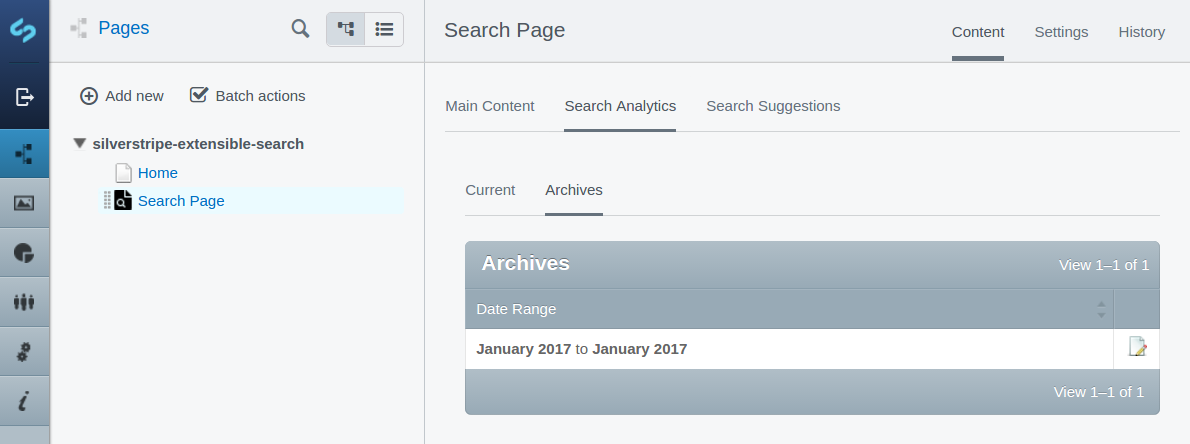 Pages
Add new
Batch actions
silverstripe-extensible-search
Home
Search Page
Search Page
Content
Settings
History
Main Content
Search Analytics
Search Suggestions
Current
Archives
Archives
View 1–1 of 1
Date Range
January 2017 to January 2017
View 1–1 of 1